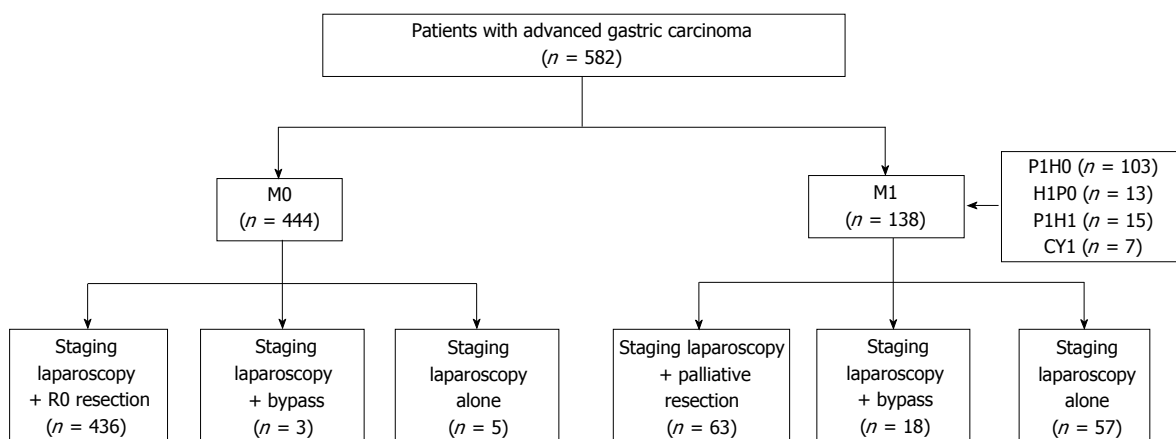 Patients with advanced gastric carcinoma
(n = 582)
M0
(n = 444)
M1
(n = 138)
P1H0 (n = 103)
H1P0 (n = 13)
P1H1 (n = 15)
CY1 (n = 7)
Staging
laparoscopy
+ R0 resection
(n = 436)
Staging
laparoscopy
+ bypass
(n = 3)
Staging
laparoscopy
alone
(n = 5)
Staging laparoscopy
+ palliative
resection
(n = 63)
Staging
laparoscopy
+ bypass
(n = 18)
Staging
laparoscopy
alone
(n = 57)